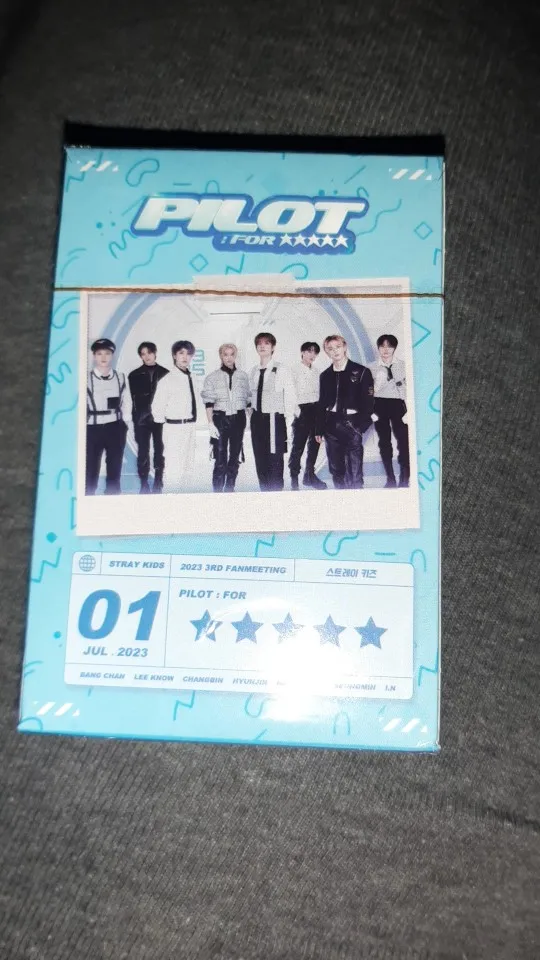 PILOT
: FOR ★★★★★
STRAY KIDS
2023 3RD FANMEETING
스트레이 키즈
01
JUL . 2023
PILOT : FOR
★★★★★
BANG CHAN LEE KNOW CHANGBIN HYUNJIN I.N